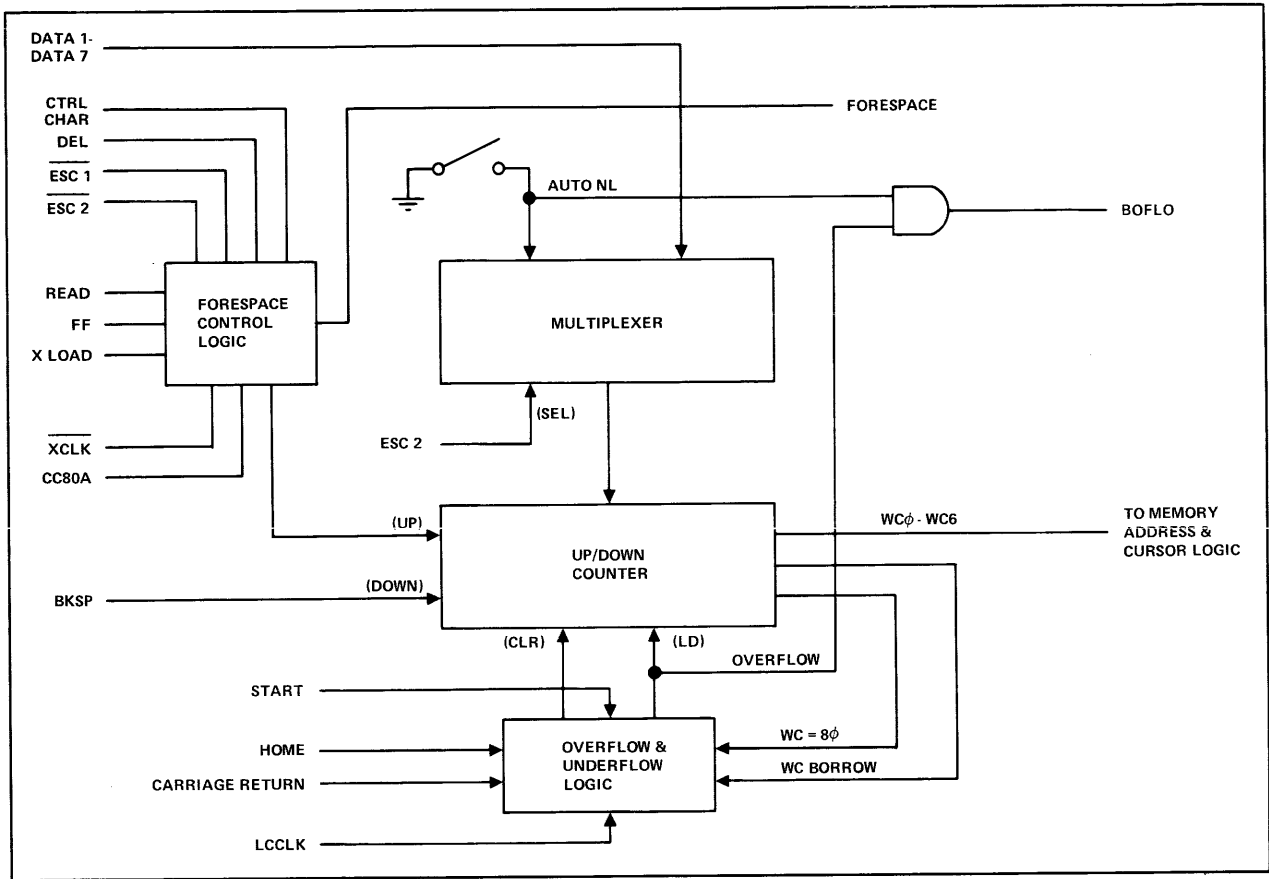 DATA 1-
DATA 7
CTRL
CHAR
DEL
ESC 1
ESC 2
READ
FF
X LOAD
XCLK
CC80A
FORESPACE
CONTROL
LOGIC
FORESPACE
AUTO NL
BOFLO
MULTIPLEXER
(SEL)
ESC 2
(UP)
(DOWN)
BKSP
UP/DOWN
COUNTER
WCϕ - WC6
TO MEMORY
ADDRESS &
CURSOR LOGIC
(CLR)
(LD)
OVERFLOW
START
HOME
CARRIAGE RETURN
LCCLK
OVERFLOW &
UNDERFLOW
LOGIC
WC = 8ϕ
WC BORROW